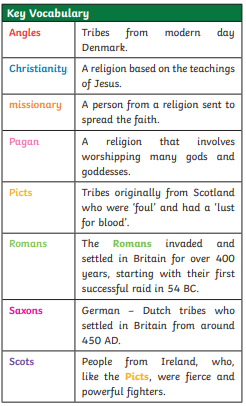 Key Vocabulary
Angles
Tribes from modern day
Denmark.
Christianity
A religion based on the teachings
of Jesus.
missionary
A person from a religion sent to
spread the faith.
Pagan
A religion that involves
worshipping many gods and
goddesses.
Picts
Tribes originally from Scotland
who were 'foul' and had a 'lust
for blood'.
Romans
The Romans invaded and
settled in Britain for over 400
years, starting with their first
successful raid in 54 BC.
Saxons
German – Dutch tribes who
settled in Britain from around
450 AD.
Scots
People from Ireland, who,
like the Picts, were fierce and
powerful fighters.